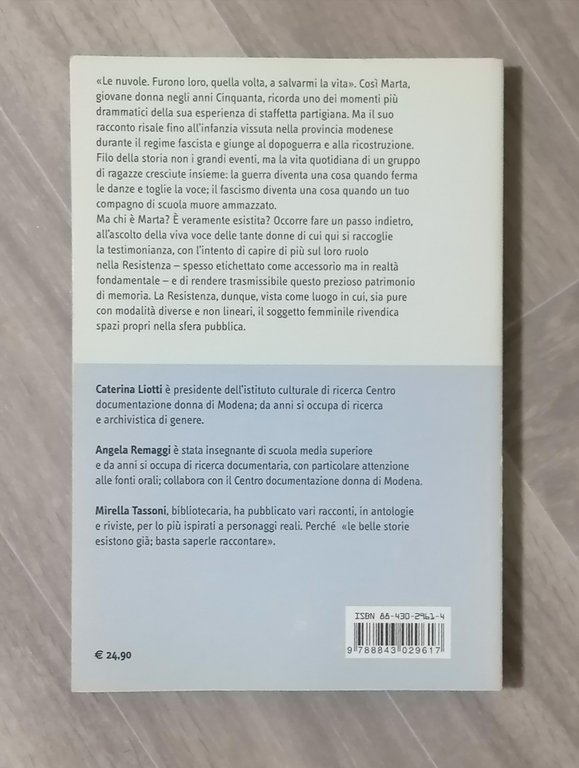 «Le nuvole. Furono loro, quella volta, a salvarmi la vita». Così Marta,
giovane donna negli anni Cinquanta, ricorda uno dei momenti più
drammatici della sua esperienza di staffetta partigiana. Ma il suo
racconto risale fino all'infanzia vissuta nella provincia modenese
durante il regime fascista e giunge al dopoguerra e alla ricostruzione.
Filo della storia non i grandi eventi, ma la vita quotidiana di un gruppo
di ragazze cresciute insieme: la guerra diventa una cosa quando ferma
le danze e toglie la voce; il fascismo diventa una cosa quando un tuo
compagno di scuola muore ammazzato.
Ma chi è Marta? È veramente esistita? Occorre fare un passo indietro,
all'ascolto della viva voce delle tante donne di cui qui si raccoglie
la testimonianza, con l'intento di capire di più sul loro ruolo
nella Resistenza – spesso etichettato come accessorio ma in realtà
fondamentale – e di rendere trasmissibile questo prezioso patrimonio
di memoria. La Resistenza, dunque, vista come luogo in cui, sia pure
con modalità diverse e non lineari, il soggetto femminile rivendica
spazi propri nella sfera pubblica.
Caterina Liotti è presidente dell'istituto culturale di ricerca Centro
documentazione donna di Modena; da anni si occupa di ricerca
e archivistica di genere.
Angela Remaggi è stata insegnante di scuola media superiore
e da anni si occupa di ricerca documentaria, con particolare attenzione
alle fonti orali; collabora con il Centro documentazione donna di Modena.
Mirella Tassoni, bibliotecaria, ha pubblicato vari racconti, in antologie
e riviste, per lo più ispirati a personaggi reali. Perché «le belle storie
esistono già; basta saperle raccontare».
ISBN 88-430-2961-4
9 788843 029617
€ 24,90